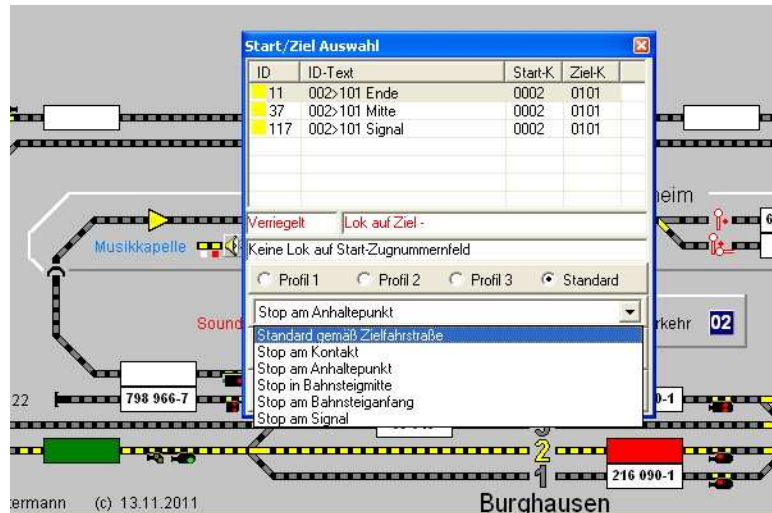 Start/Ziel Auswahl
ID ID-Text Start-K Ziel-K
11 002>101 Ende 0002 0101
37 002>101 Mitte 0002 0101
117 002>101 Signal 0002 0101
heim
Verriegelt Lok auf Ziel -
6
Musikkapelle
Keine Lok auf Start-Zugnummernfeld
Profil 1 Profil 2 Profil 3 Standard
Stop am Anhaltepunkt
Sound
rkehr 02
Standard gemäß Zielfahrstraße
Stop am Kontakt
Stop am Anhaltepunkt
Stop in Bahnsteigmitte
Stop am Bahnsteiganfang
Stop am Signal
22 798 966-7
0-1
3
2
1
216 090-1
termann (c) 13.11.2011
Burghausen